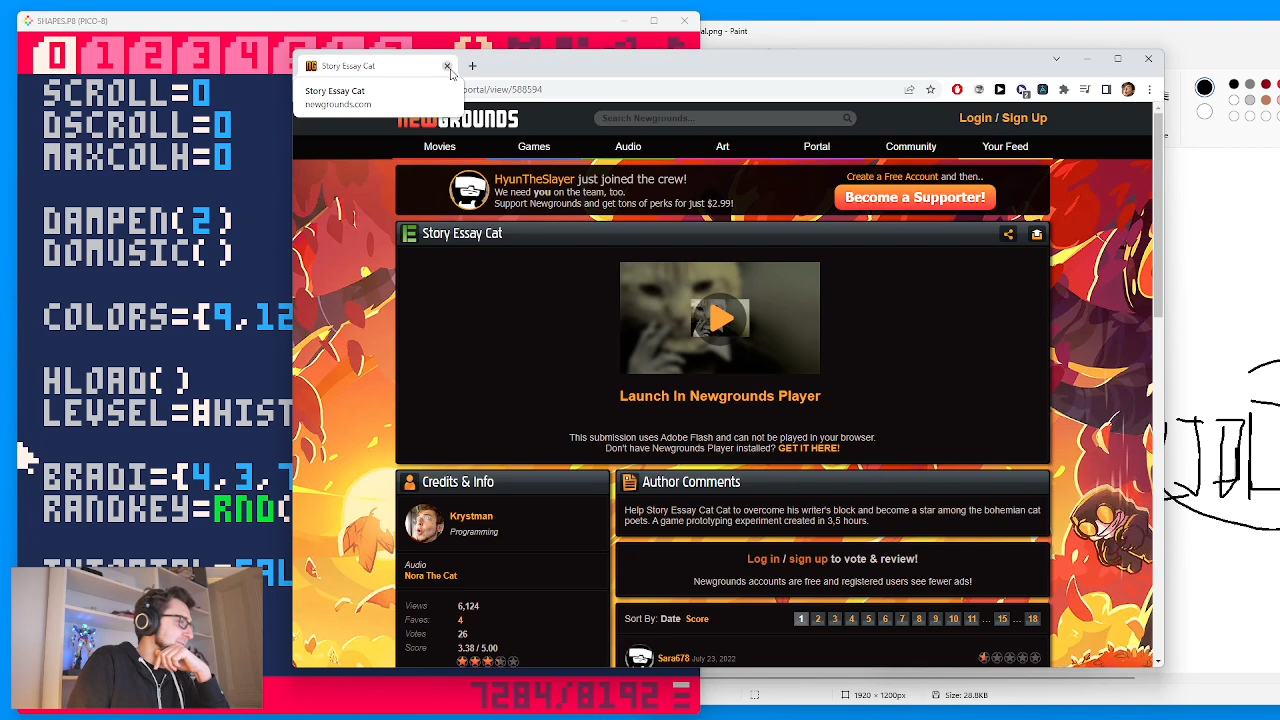 SHAPES.P8 (PICO-8)
al.png - Paint
0 1 2 3 4
SCROLL=0
DSCROLL=0
MAXCOLH=0
DAMPEN(2)
DOMUSIC()
COLORS={9,12
HLOAD()
LEVSEL=#HIST
BRADI={4,3,7
RANDKEY=RND(
7284/8192
Story Essay Cat
Story Essay Cat
newgrounds.com
portal/view/588594
2
NEWGROUNDS
Search Newgrounds...
Login / Sign Up
Movies Games Audio Art Portal Community Your Feed
HyunTheSlayer just joined the crew!
We need you on the team, too.
Support Newgrounds and get tons of perks for just $2.99!
Create a Free Account and then..
Become a Supporter!
E Story Essay Cat
Launch In Newgrounds Player
This submission uses Adobe Flash and can not be played in your browser.
Don't have Newgrounds Player installed? GET IT HERE!
Credits & Info
Krystman
Programming
Audio
Nora The Cat
Views 6,124
Faves: 4
Votes 26
Score 3.38 / 5.00
Author Comments
Help Story Essay Cat Cat to overcome his writer's block and become a star among the bohemian cat
poets. A game prototyping experiment created in 3,5 hours.
Log in / sign up to vote & review!
Newgrounds accounts are free and registered users see fewer ads!
Sort By: Date Score
1 2 3 4 5 6 7 8 9 10 11 ... 15 ... 18
Sara678 July 23, 2022
1920 × 1200px
Size: 28.8KB